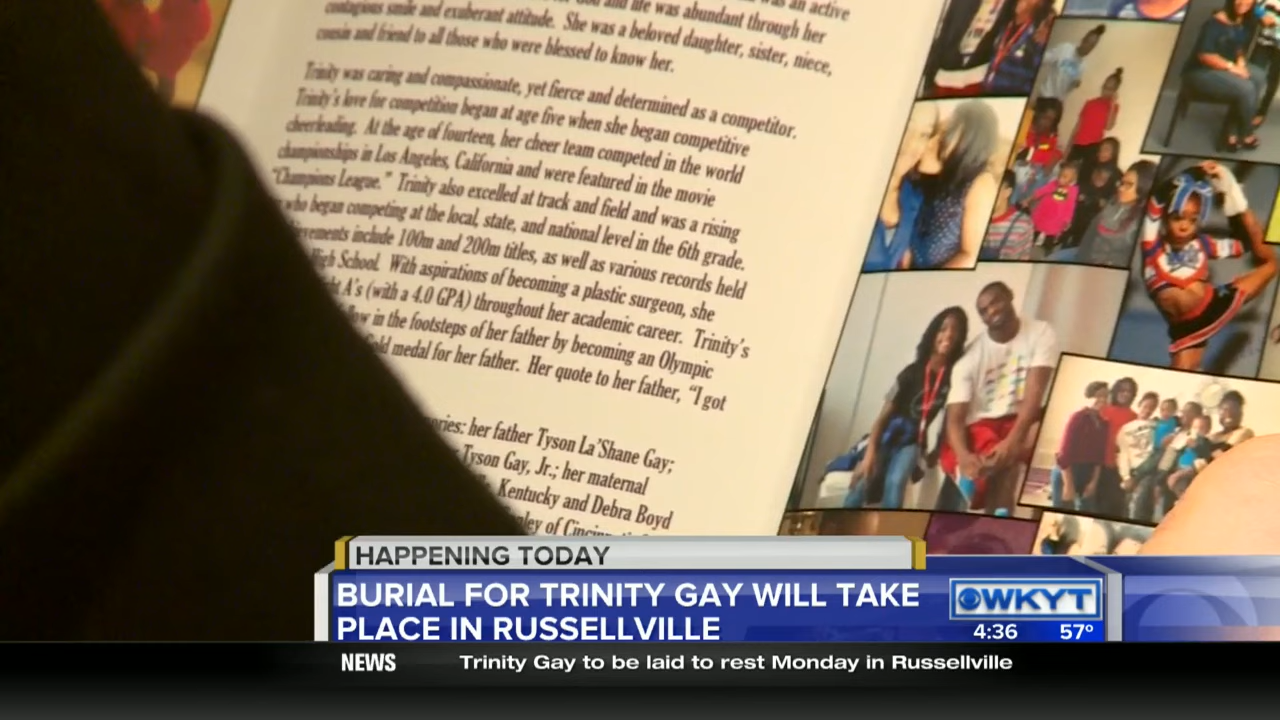 was an active
and life was abundant through her
contagious smile and exuberant attitude. She was a beloved daughter, sister, niece,
cousin and friend to all those who were blessed to know her.
Trinity was caring and compassionate, yet fierce and determined as a competitor.
Trinity's love for competition began at age five when she began competitive
cheerleading. At the age of fourteen, her cheer team competed in the world
championships in Los Angeles, California and were featured in the movie
"Champions League." Trinity also excelled at track and field and was a rising
who began competing at the local, state, and national level in the 6th grade.
include 100m and 200m titles, as well as various records held
High School. With aspirations of becoming a plastic surgeon, she
A's (with a 4.0 GPA) throughout her academic career. Trinity's
in the footsteps of her father by becoming an Olympic
medal for her father. Her quote to her father, "I got
her father Tyson La'Shane Gay;
Tyson Gay, Jr.; her maternal
Kentucky and Debra Boyd
of
HAPPENING TODAY
BURIAL FOR TRINITY GAY WILL TAKE
PLACE IN RUSSELLVILLE
WKYT
4:36 57°
NEWS Trinity Gay to be laid to rest Monday in Russellville